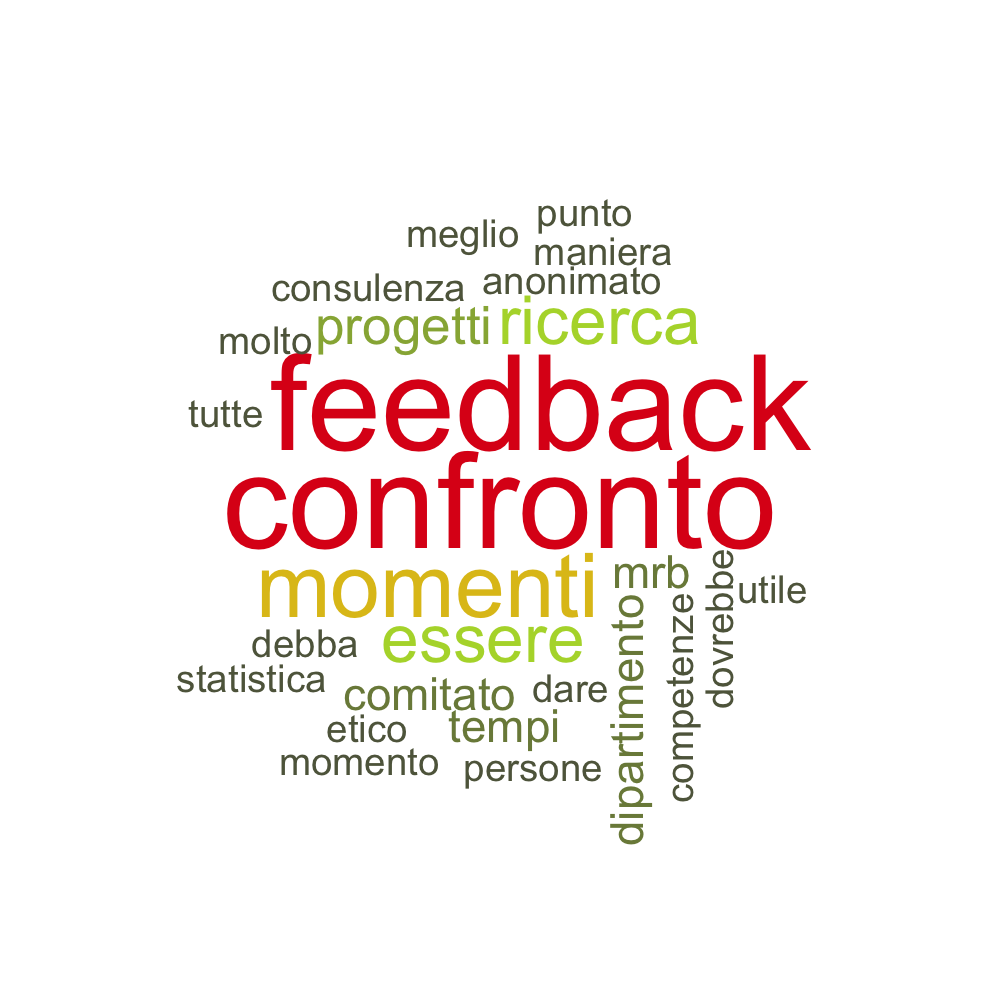 punto
meglio
maniera
anonimato
consulenza
progetti
ricerca
molto
feedback
tutte
confronto
momenti
mrb
dovrebbe
utile
debba
essere
dipartimento
competenze
statistica
comitato
dare
etico
tempi
momento
persone